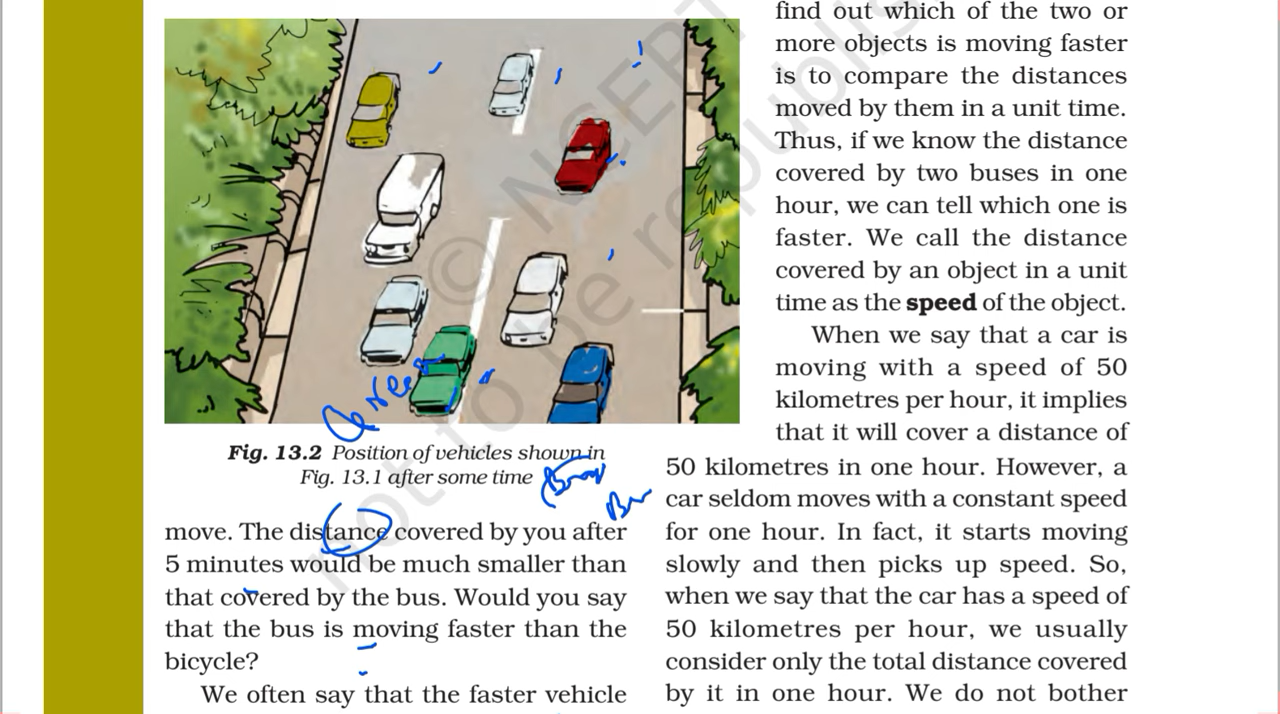 Green
Fig. 13.2 Position of vehicles shown in
Fig. 13.1 after some time
move. The distance covered by you after
5 minutes would be much smaller than
that covered by the bus. Would you say
that the bus is moving faster than the
bicycle?
We often say that the faster vehicle
find out which of the two or
more objects is moving faster
is to compare the distances
moved by them in a unit time.
Thus, if we know the distance
covered by two buses in one
hour, we can tell which one is
faster. We call the distance
covered by an object in a unit
time as the speed of the object.
When we say that a car is
moving with a speed of 50
kilometres per hour, it implies
that it will cover a distance of
50 kilometres in one hour. However, a
car seldom moves with a constant speed
for one hour. In fact, it starts moving
slowly and then picks up speed. So,
when we say that the car has a speed of
50 kilometres per hour, we usually
consider only the total distance covered
by it in one hour. We do not bother
© NCERT
not to be republish